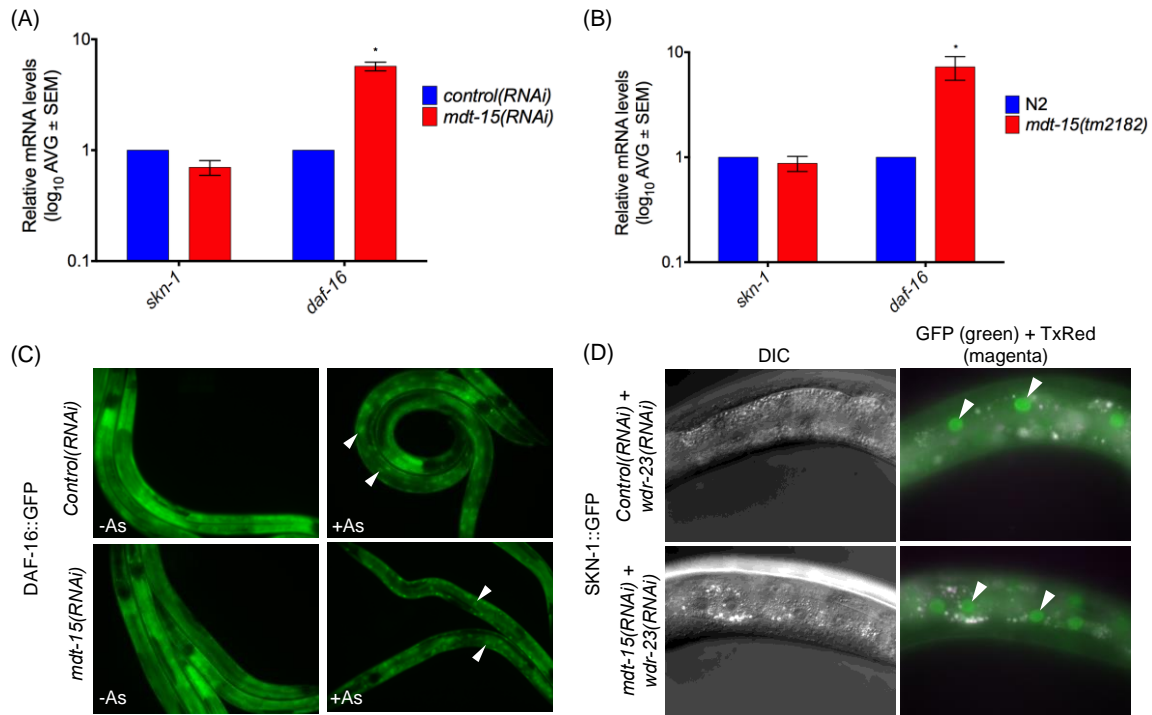 (A)
10
1
0.1
Relative mRNA levels
(log10 AVG ± SEM)
*
skn-1
daf-16
control(RNAi)
mdt-15(RNAi)
(B)
10
1
0.1
Relative mRNA levels
(log10 AVG ± SEM)
*
skn-1
daf-16
N2
mdt-15(tm2182)
(C)
DAF-16::GFP
Control(RNAi)
-As
+As
mdt-15(RNAi)
-As
+As
(D)
DIC
GFP (green) + TxRed
(magenta)
SKN-1::GFP
Control(RNAi) +
wdr-23(RNAi)
mdt-15(RNAi) +
wdr-23(RNAi)